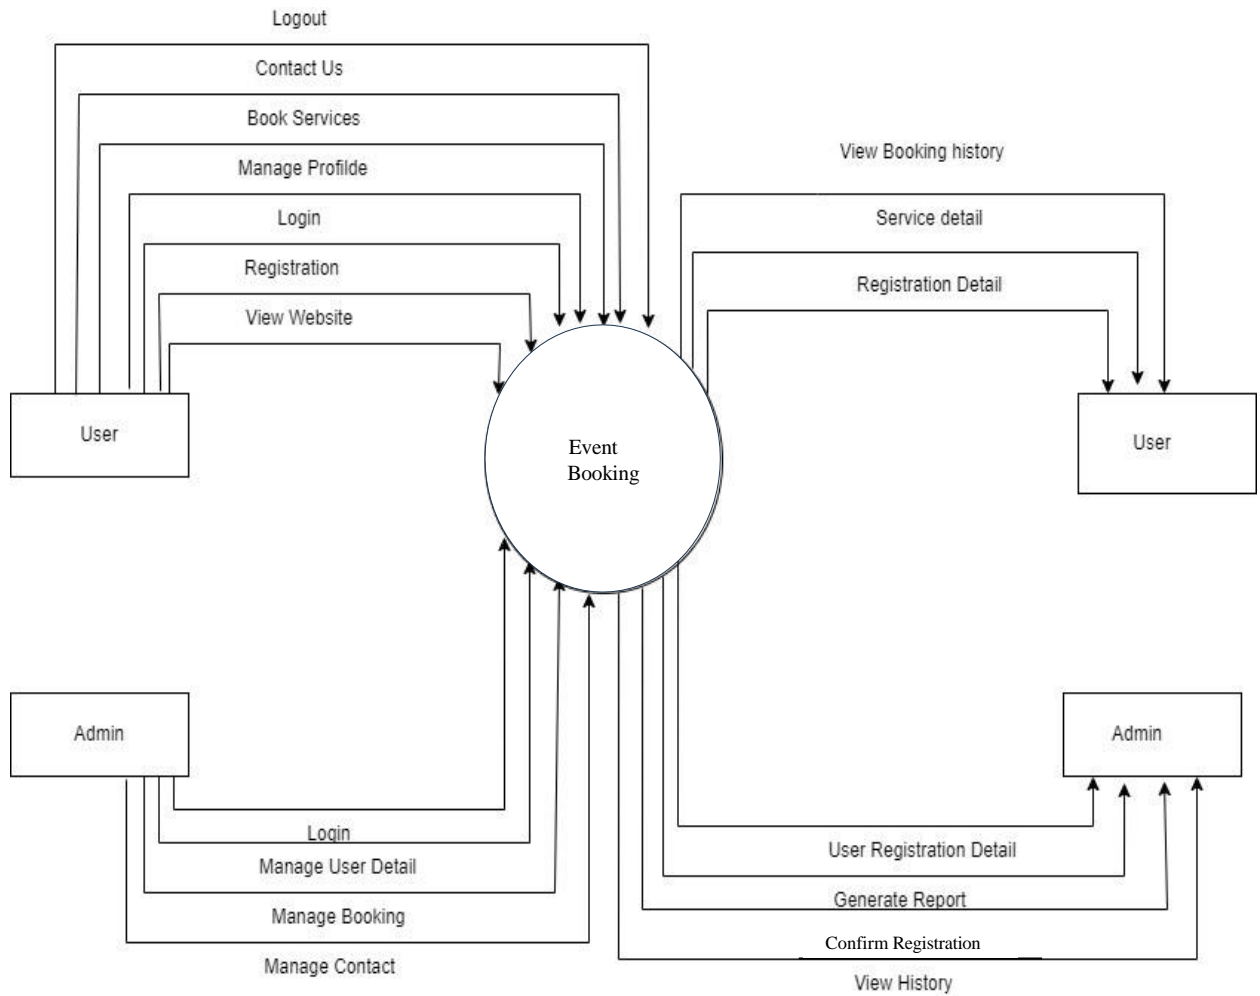 Logout
Contact Us
Book Services
Manage Profilde
Login
Registration
View Website
View Booking history
Service detail
Registration Detail
User
Event
Booking
User
Admin
Admin
Login
Manage User Detail
Manage Booking
Manage Contact
User Registration Detail
Generate Report
Confirm Registration
View History